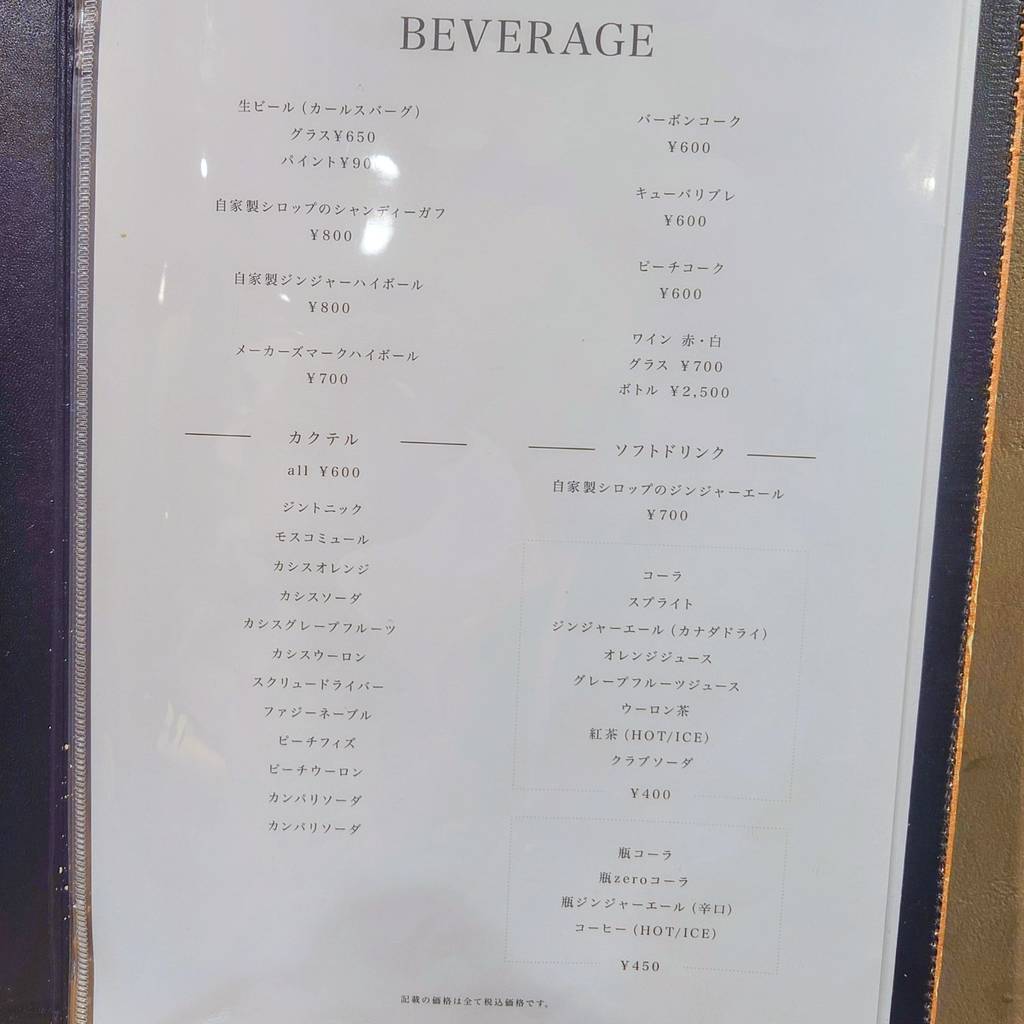 BEVERAGE
生ビール（カールスバーグ）
グラス¥650
パイント¥90
自家製シロップのシャンディーガフ
¥800
自家製ジンジャーハイボール
¥800
メーカーズマークハイボール
¥700
バーボンコーク
¥600
キューバリブレ
¥600
ピーチコーク
¥600
ワイン 赤・白
グラス ¥700
ボトル ¥2,500
カクテル
all ¥600
ジントニック
モスコミュール
カシスオレンジ
カシスソーダ
カシスグレープフルーツ
カシスウーロン
スクリュードライバー
ファジーネーブル
ピーチフィズ
ピーチウーロン
カンパリソーダ
カンパリソーダ
ソフトドリンク
自家製シロップのジンジャーエール
¥700
コーラ
スプライト
ジンジャーエール（カナダドライ）
オレンジジュース
グレープフルーツジュース
ウーロン茶
紅茶（HOT/ICE）
クラブソーダ
¥400
瓶コーラ
瓶zeroコーラ
瓶ジンジャーエール（辛口）
コーヒー（HOT/ICE）
¥450
記載の価格は全て税込価格です。